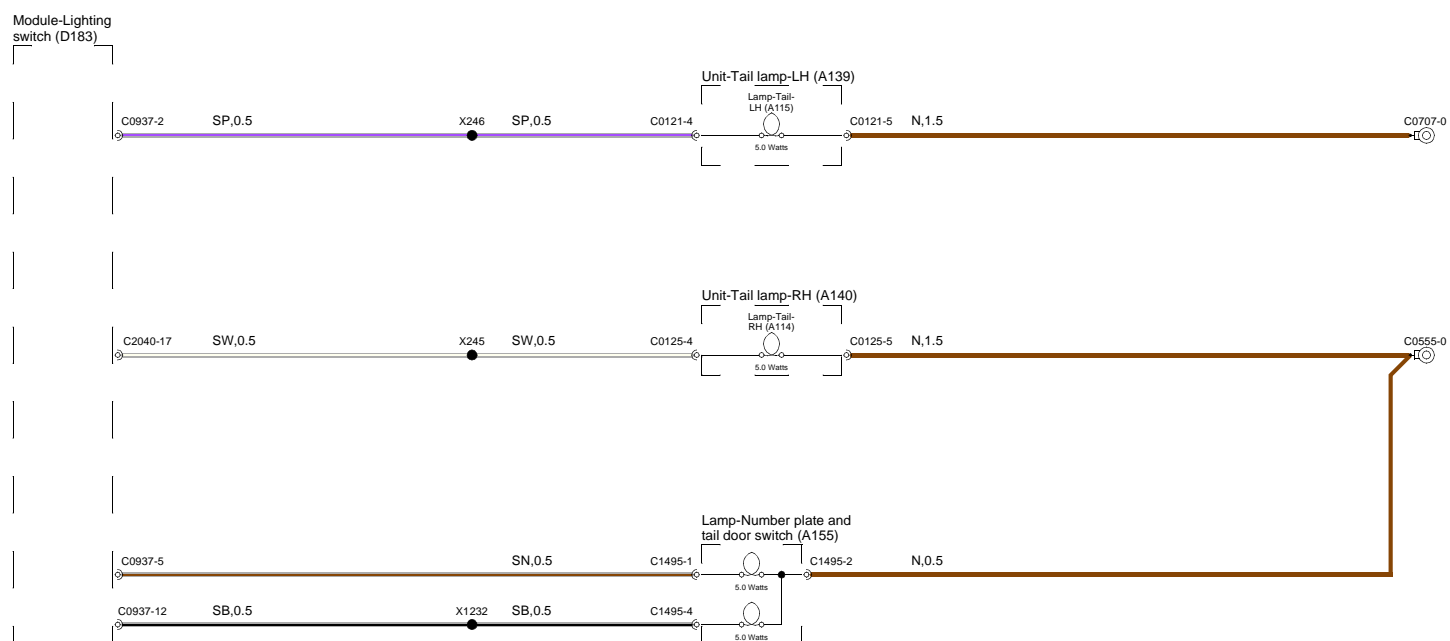 Module-Lighting
switch (D183)
Unit-Tail lamp-LH (A139)
Lamp-Tail-
LH (A115)
C0937-2 SP,0.5 X246 SP,0.5 C0121-4 C0121-5 N,1.5 C0707-0
5.0 Watts
Unit-Tail lamp-RH (A140)
Lamp-Tail-
RH (A114)
C2040-17 SW,0.5 X245 SW,0.5 C0125-4 C0125-5 N,1.5 C0555-0
5.0 Watts
Lamp-Number plate and
tail door switch (A155)
C0937-5 SN,0.5 C1495-1 C1495-2 N,0.5
5.0 Watts
C0937-12 SB,0.5 X1232 SB,0.5 C1495-4
5.0 Watts